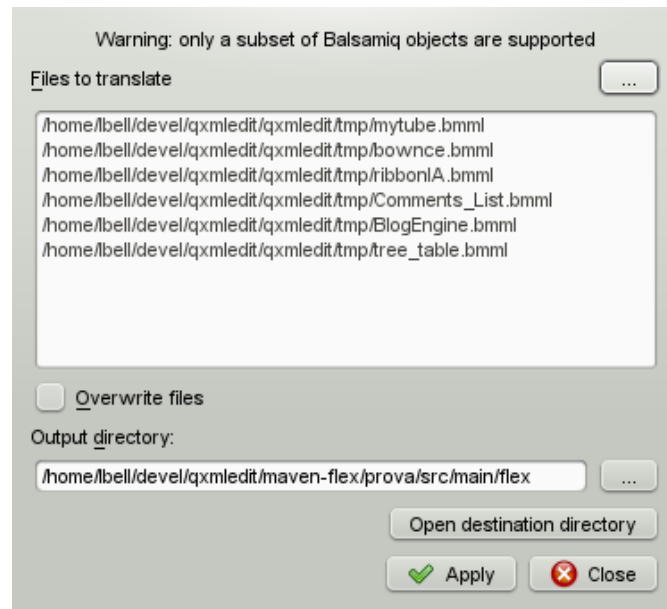 Warning: only a subset of Balsamiq objects are supported
Files to translate
...
/home/lbell/devel/qxmledit/qxmledit/tmp/mytube.bmml
/home/lbell/devel/qxmledit/qxmledit/tmp/bownce.bmml
/home/lbell/devel/qxmledit/qxmledit/tmp/ribbonIA.bmml
/home/lbell/devel/qxmledit/qxmledit/tmp/Comments_List.bmml
/home/lbell/devel/qxmledit/qxmledit/tmp/BlogEngine.bmml
/home/lbell/devel/qxmledit/qxmledit/tmp/tree_table.bmml
Overwrite files
Output directory:
/home/lbell/devel/qxmledit/maven-flex/prova/src/main/flex
...
Open destination directory
Apply
Close